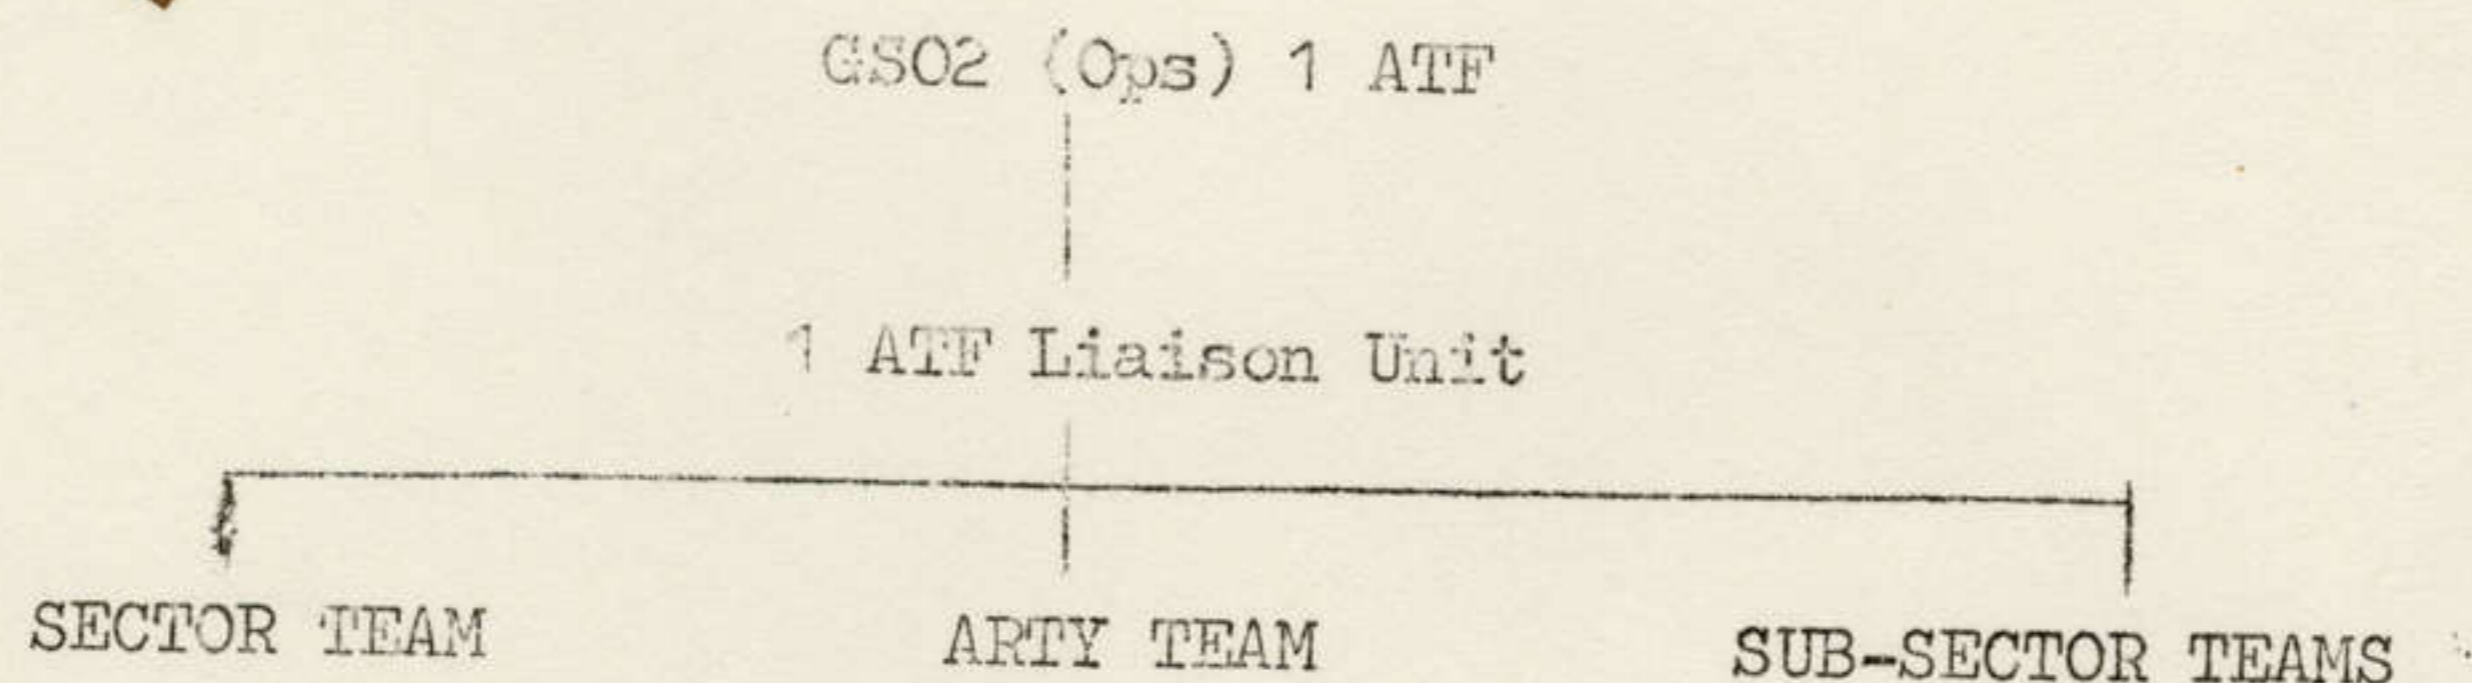 GSO2 (Ops) 1 ATF
1 ATF Liaison Unit
SECTOR TEAM ARTY TEAM SUB-SECTOR TEAMS